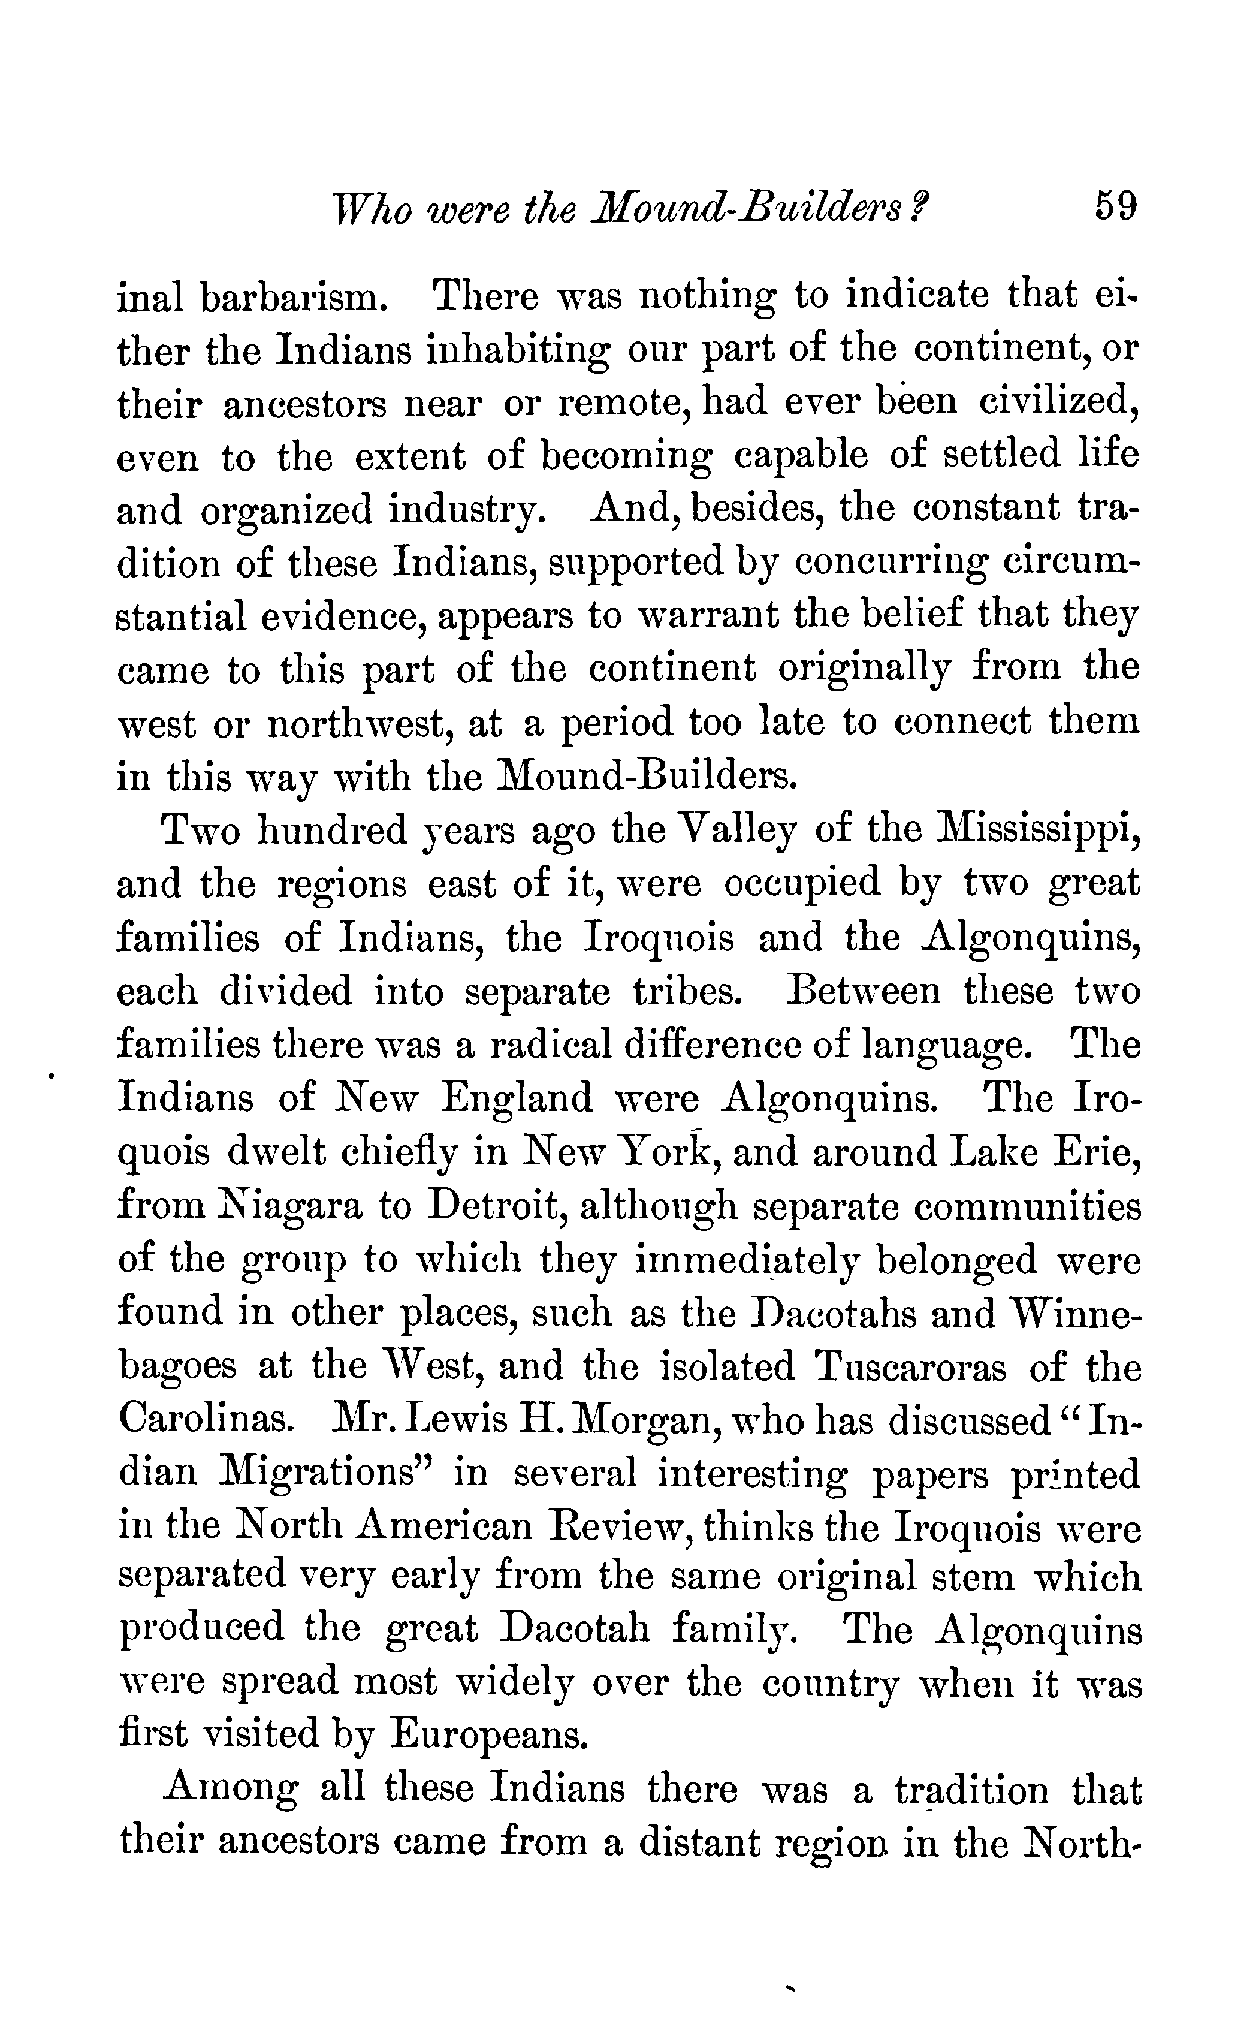 Who were the Mound-Builders? 59
inal barbarism. There was nothing to indicate that ei-
ther the Indians inhabiting our part of the continent, or
their ancestors near or remote, had ever been civilized,
even to the extent of becoming capable of settled life
and organized industry. And, besides, the constant tra-
dition of these Indians, supported by concurring circum-
stantial evidence, appears to warrant the belief that they
came to this part of the continent originally from the
west or northwest, at a period too late to connect them
in this way with the Mound-Builders.
Two hundred years ago the Valley of the Mississippi,
and the regions east of it, were occupied by two great
families of Indians, the Iroquois and the Algonquins,
each divided into separate tribes. Between these two
families there was a radical difference of language. The
Indians of New England were Algonquins. The Iro-
quois dwelt chiefly in New York, and around Lake Erie,
from Niagara to Detroit, although separate communities
of the group to which they immediately belonged were
found in other places, such as the Dacotahs and Winne-
bagoes at the West, and the isolated Tuscaroras of the
Carolinas. Mr. Lewis H. Morgan, who has discussed "In-
dian Migrations" in several interesting papers printed
in the North American Review, thinks the Iroquois were
separated very early from the same original stem which
produced the great Dacotah family. The Algonquins
were spread most widely over the country when it was
first visited by Europeans.
Among all these Indians there was a tradition that
their ancestors came from a distant region in the North-